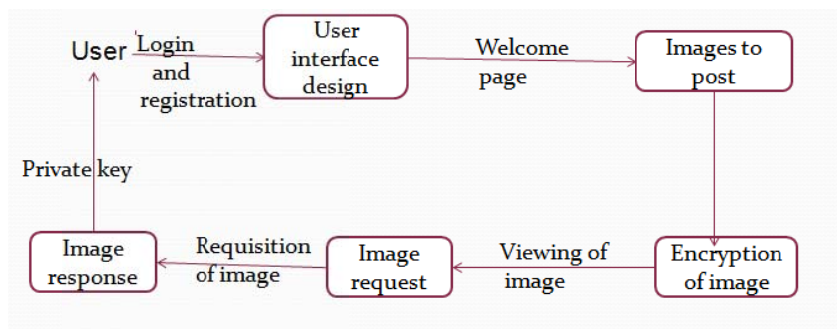 User
Login
and
registration
User
interface
design
Welcome
page
Images to
post
Private key
Image
response
Requisition
of image
Image
request
Viewing of
image
Encryption
of image